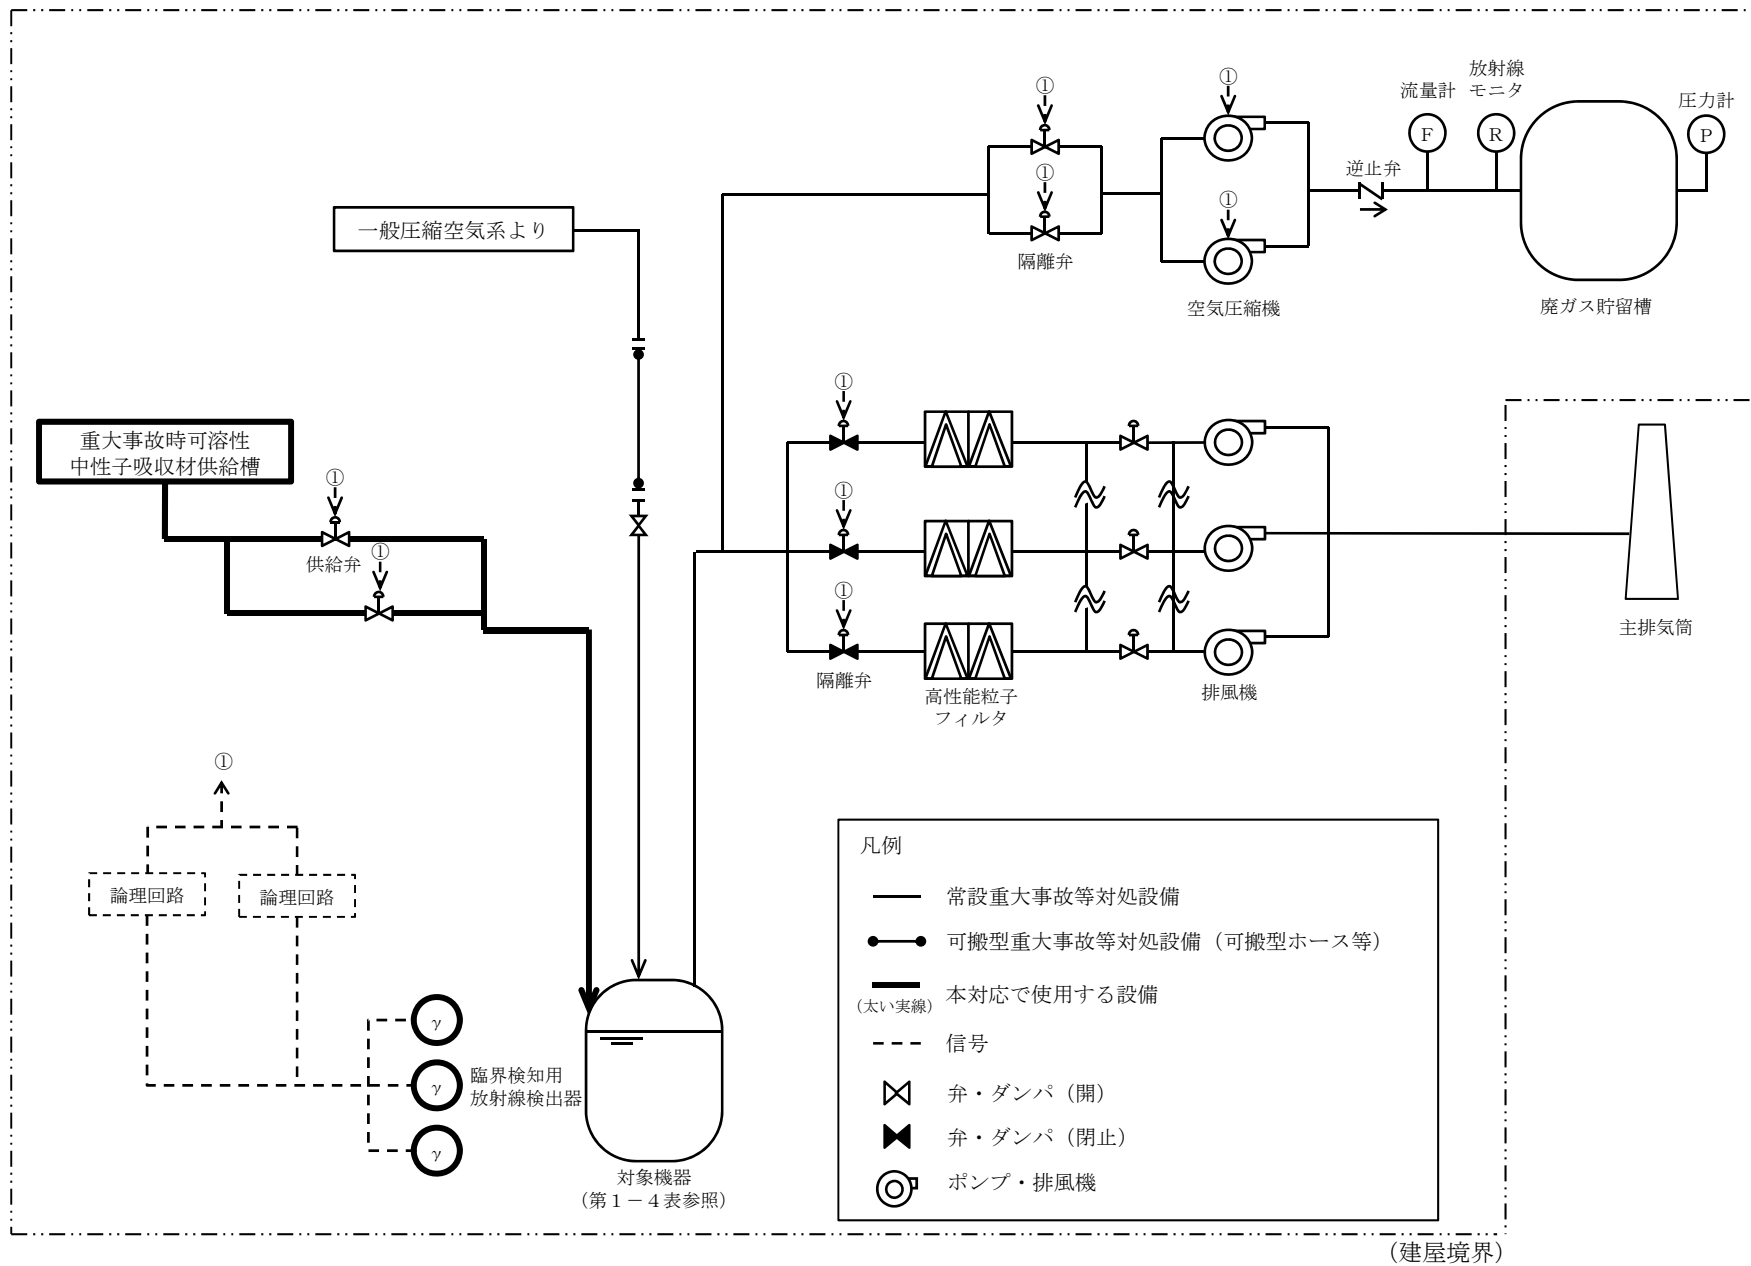 ①
①
流量計
放射線
モニタ
圧力計
F
R
P
①
①
逆止弁
隔離弁
空気圧縮機
廃ガス貯留槽
一般圧縮空気系より
重大事故時可溶性
中性子吸収材供給槽
①
①
供給弁
①
①
①
隔離弁
高性能粒子
フィルタ
排風機
主排気筒
①
論理回路
論理回路
γ
γ
γ
臨界検知用
放射線検出器
対象機器
（第１－４表参照）
凡例
常設重大事故等対処設備
可搬型重大事故等対処設備（可搬型ホース等）
（太い実線）
本対応で使用する設備
信号
弁・ダンパ（開）
弁・ダンパ（閉止）
ポンプ・排風機
（建屋境界）